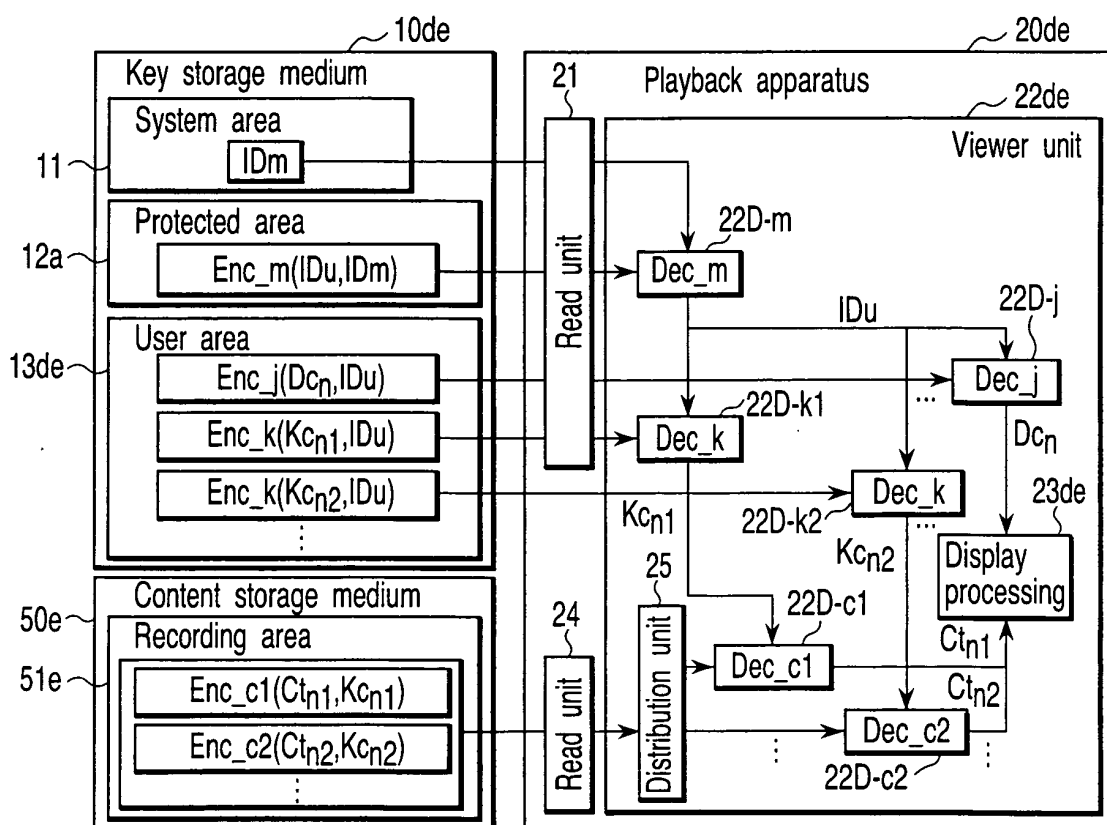 10de
20de
Key storage medium
21
Playback apparatus
22de
System area
Viewer unit
IDm
11
Protected area
22D-m
12a
Enc_m(IDu,IDm)
Dec_m
Read unit
IDu
22D-j
User area
13de
Enc_j(Dcn,IDu)
Dec_j
...
22D-k1
Enc_k(Kcn1,IDu)
Dec_k
Dcn
Enc_k(Kcn2,IDu)
Dec_k
23de
Kcn1
22D-k2
...
⋮
Kcn2
Display
processing
25
Content storage medium
50e
Recording area
24
22D-c1
Ctn1
51e
Distribution unit
Dec_c1
Enc_c1(Ctn1,Kcn1)
Ctn2
Read unit
Enc_c2(Ctn2,Kcn2)
Dec_c2
⋮
⋮
⋮
22D-c2